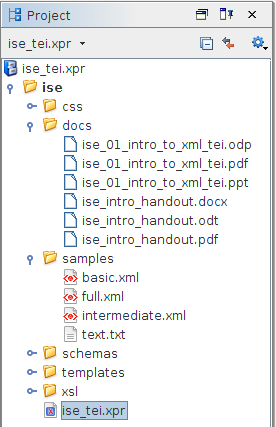 Project
ise_tei.xpr
ise_tei.xpr
ise
css
docs
ise_01_intro_to_xml_tei.odp
ise_01_intro_to_xml_tei.pdf
ise_01_intro_to_xml_tei.ppt
ise_intro_handout.docx
ise_intro_handout.odt
ise_intro_handout.pdf
samples
basic.xml
full.xml
intermediate.xml
text.txt
schemas
templates
xsl
ise_tei.xpr